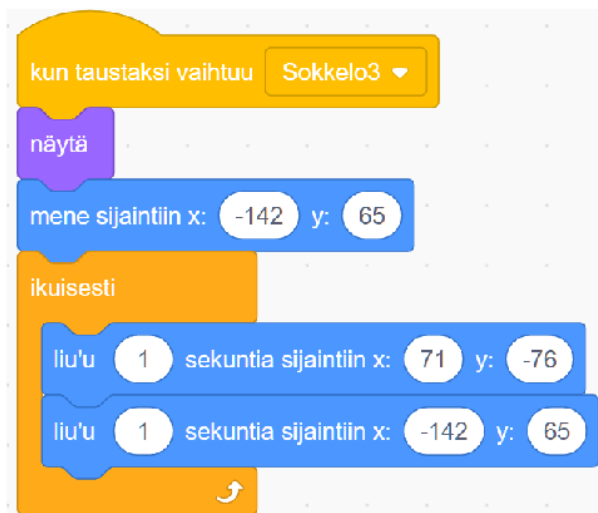 kun taustaksi vaihtuu Sokkelo3
näytä
mene sijaintiin x: -142 y: 65
ikuisesti
liu'u 1 sekuntia sijaintiin x: 71 y: -76
liu'u 1 sekuntia sijaintiin x: -142 y: 65